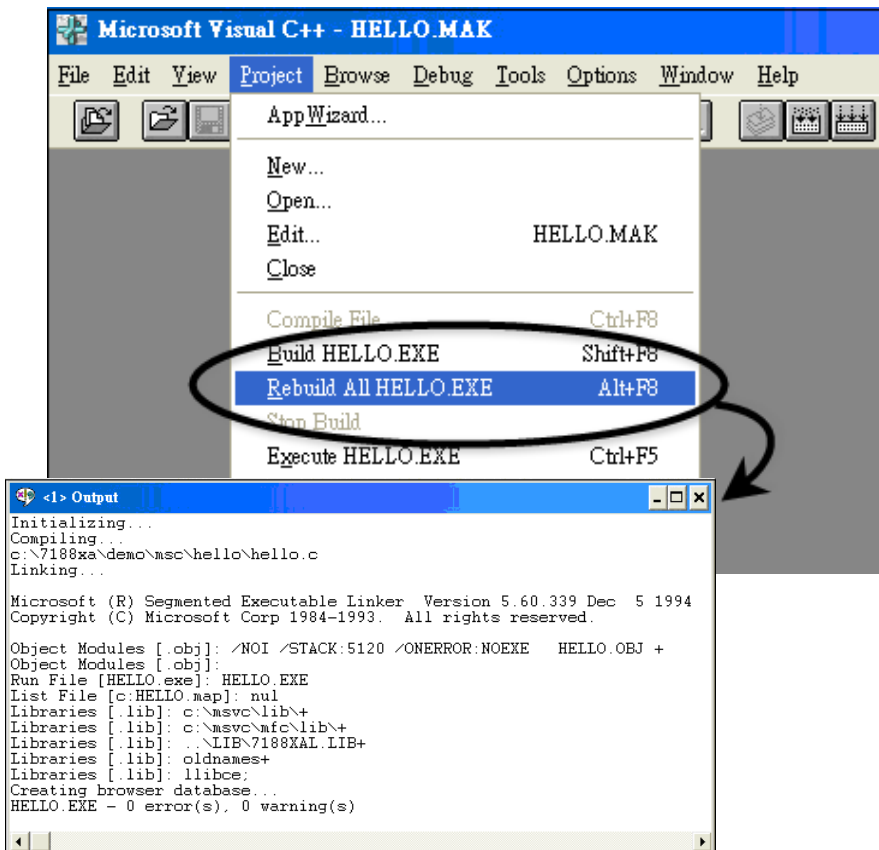 Microsoft Visual C++ - HELLO.MAK
File Edit View Project Browse Debug Tools Options Window Help
AppWizard...
New...
Open...
Edit... HELLO.MAK
Close
Compile File Ctrl+F8
Build HELLO.EXE Shift+F8
Rebuild All HELLO.EXE Alt+F8
Stop Build
Execute HELLO.EXE Ctrl+F5
<1> Output
Initializing...
Compiling...
c:\7188xa\demo\msc\hello\hello.c
Linking...
Microsoft (R) Segmented Executable Linker Version 5.60.339 Dec 5 1994
Copyright (C) Microsoft Corp 1984-1993. All rights reserved.
Object Modules [.obj]: /NOI /STACK:5120 /ONERROR:NOEXE HELLO.OBJ +
Object Modules [.obj]:
Run File [HELLO.exe]: HELLO.EXE
List File [c:HELLO.map]: nul
Libraries [.lib]: c:\msvc\lib\+
Libraries [.lib]: c:\msvc\mfc\lib\+
Libraries [.lib]: ..\LIB\7188XAL.LIB+
Libraries [.lib]: oldnames+
Libraries [.lib]: llibce;
Creating browser database...
HELLO.EXE - 0 error(s), 0 warning(s)